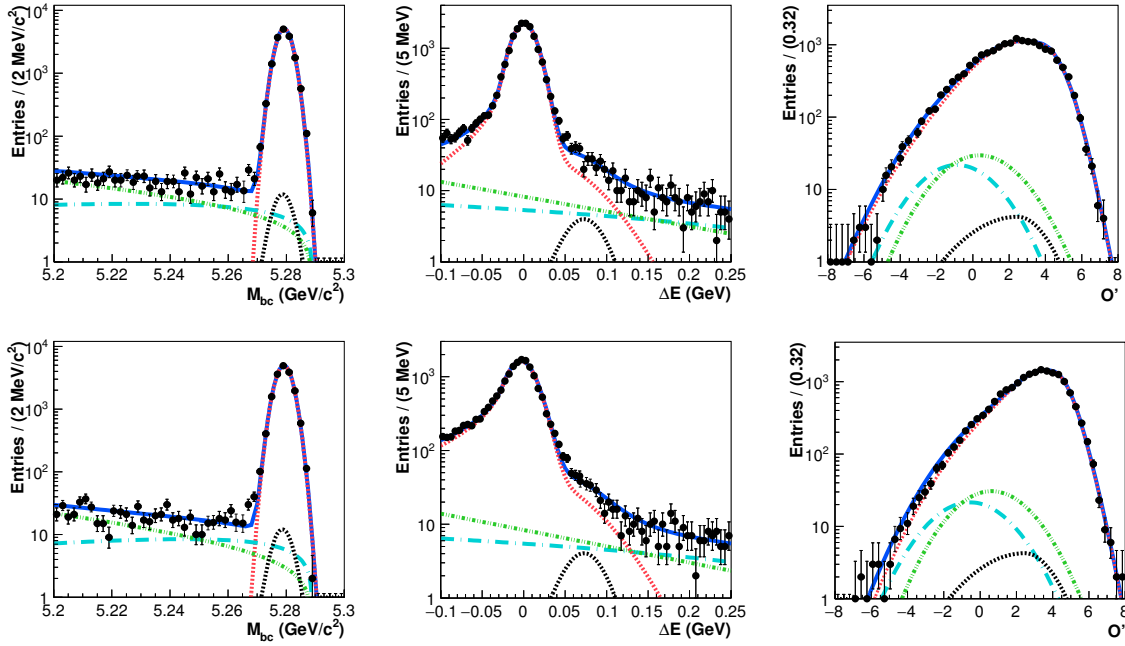 Entries / (2 MeV/c²)
10⁴
10³
10²
10
1
5.2 5.22 5.24 5.26 5.28 5.3
M_bc (GeV/c²)
Entries / (5 MeV)
10³
10²
10
1
−0.1 −0.05 0 0.05 0.1 0.15 0.2 0.25
ΔE (GeV)
Entries / (0.32)
10³
10²
10
1
−8 −6 −4 −2 0 2 4 6 8
O'
Entries / (2 MeV/c²)
10⁴
10³
10²
10
1
5.2 5.22 5.24 5.26 5.28 5.3
M_bc (GeV/c²)
Entries / (5 MeV)
10³
10²
10
1
−0.1 −0.05 0 0.05 0.1 0.15 0.2 0.25
ΔE (GeV)
Entries / (0.32)
10³
10²
10
1
−8 −6 −4 −2 0 2 4 6 8
O'